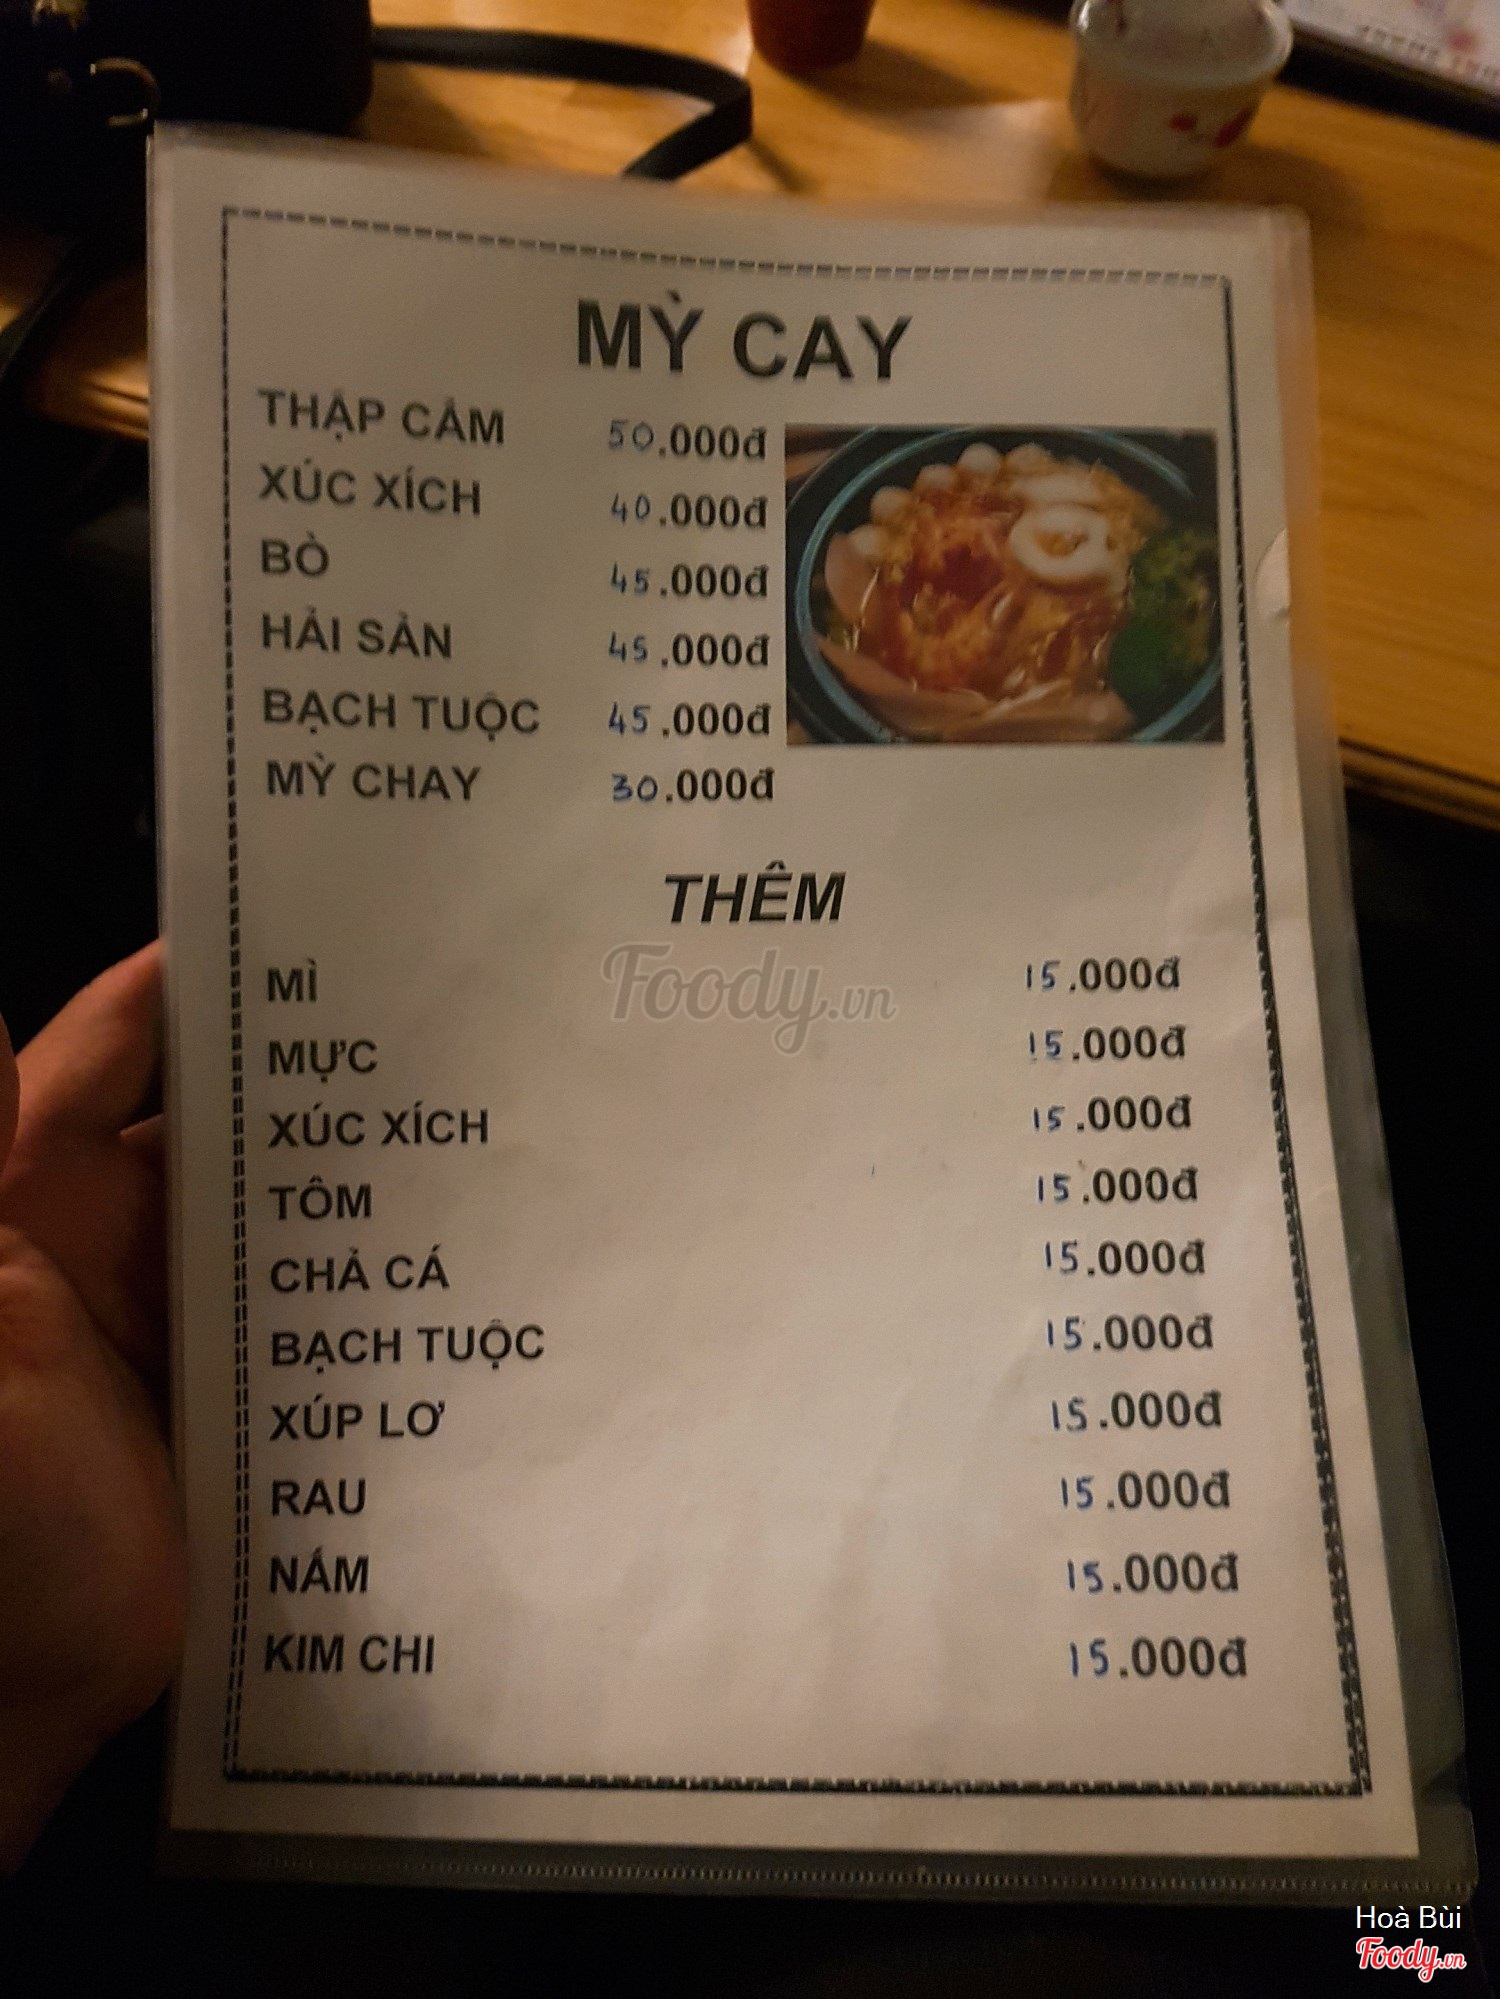 MỲ CAY
THẬP CẨM 50.000đ
XÚC XÍCH 40.000đ
BÒ 45.000đ
HẢI SẢN 45.000đ
BẠCH TUỘC 45.000đ
MỲ CHAY 30.000đ
THÊM
MÌ 15.000đ
MỰC 15.000đ
XÚC XÍCH 15.000đ
TÔM 15.000đ
CHẢ CÁ 15.000đ
BẠCH TUỘC 15.000đ
XÚP LƠ 15.000đ
RAU 15.000đ
NẤM 15.000đ
KIM CHI 15.000đ
Foody.vn
Hoà Bùi
Foody.vn